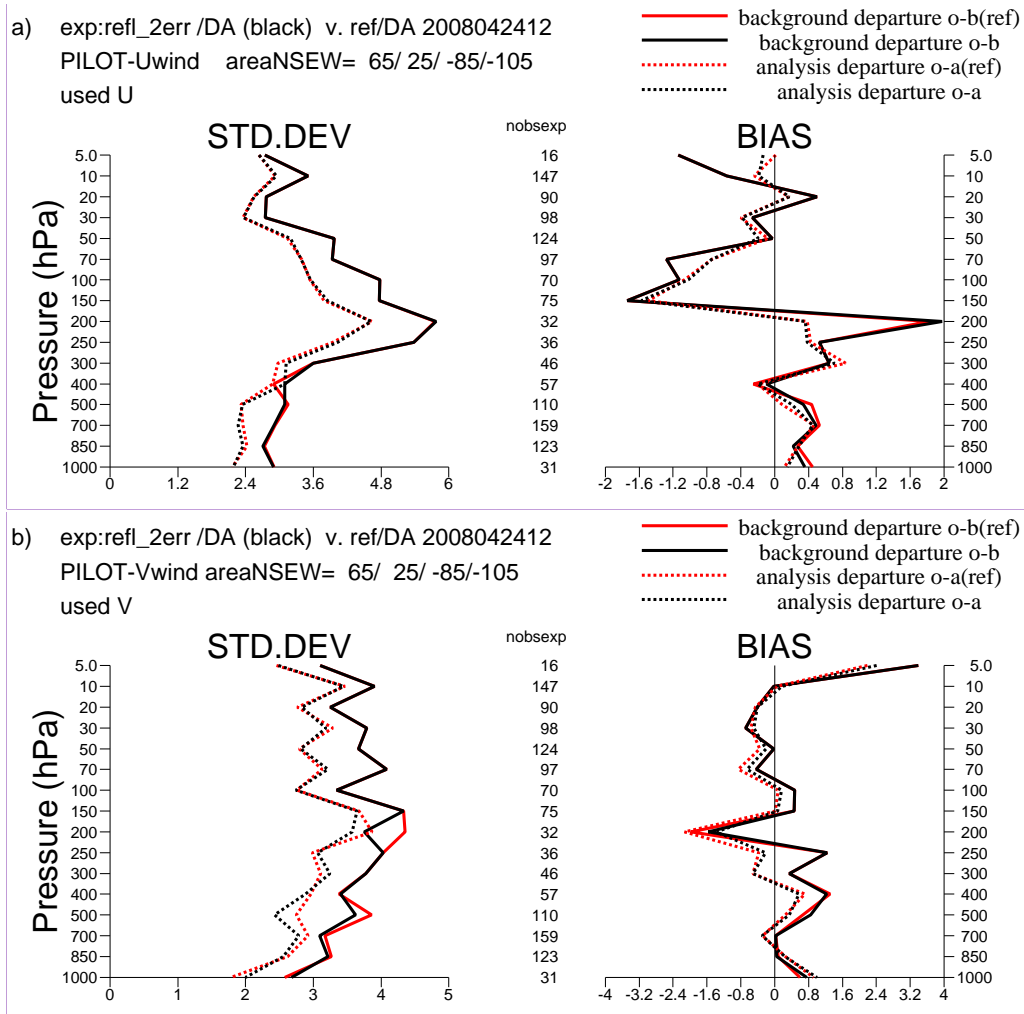 a) exp:refl_2err /DA (black) v. ref/DA 2008042412
PILOT-Uwind areaNSEW= 65/ 25/ -85/-105
used U
background departure o-b(ref)
background departure o-b
analysis departure o-a(ref)
analysis departure o-a
STD.DEV
nobsexp
BIAS
Pressure (hPa)
5.0 16 5.0
10 147 10
20 90 20
30 98 30
50 124 50
70 97 70
100 70 100
150 75 150
200 32 200
250 36 250
300 46 300
400 57 400
500 110 500
700 159 700
850 123 850
1000 31 1000
0 1.2 2.4 3.6 4.8 6
-2 -1.6 -1.2 -0.8 -0.4 0 0.4 0.8 1.2 1.6 2
b) exp:refl_2err /DA (black) v. ref/DA 2008042412
PILOT-Vwind areaNSEW= 65/ 25/ -85/-105
used V
background departure o-b(ref)
background departure o-b
analysis departure o-a(ref)
analysis departure o-a
STD.DEV
nobsexp
BIAS
Pressure (hPa)
5.0 16 5.0
10 147 10
20 90 20
30 98 30
50 124 50
70 97 70
100 70 100
150 75 150
200 32 200
250 36 250
300 46 300
400 57 400
500 110 500
700 159 700
850 123 850
1000 31 1000
0 1 2 3 4 5
-4 -3.2 -2.4 -1.6 -0.8 0 0.8 1.6 2.4 3.2 4